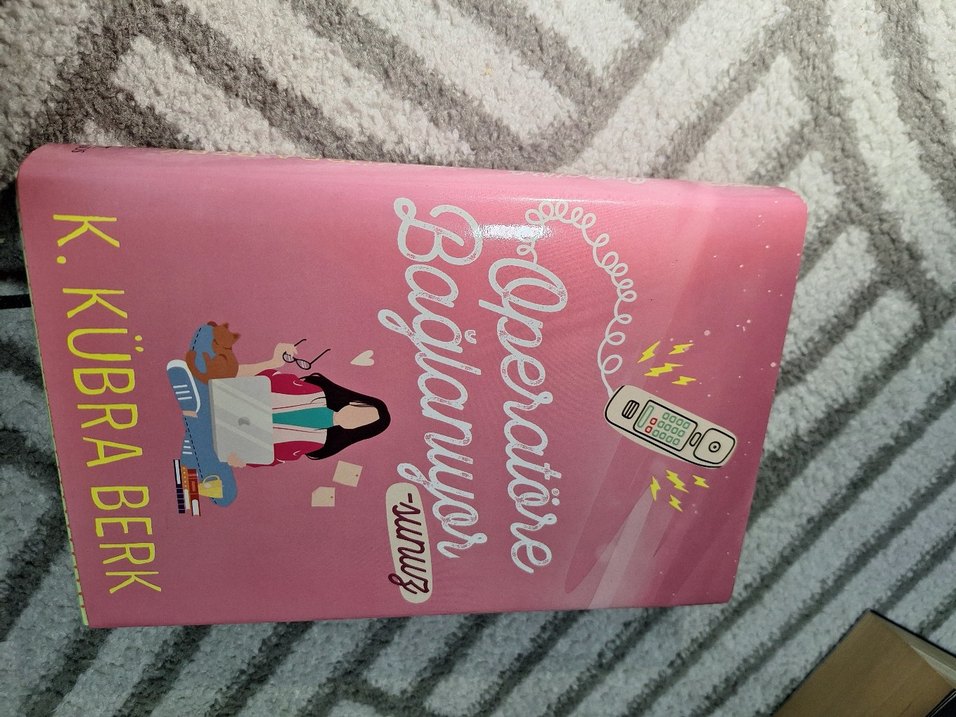 Operatöre
Bağlanıyor
-sunuz
K. KÜBRA BERK